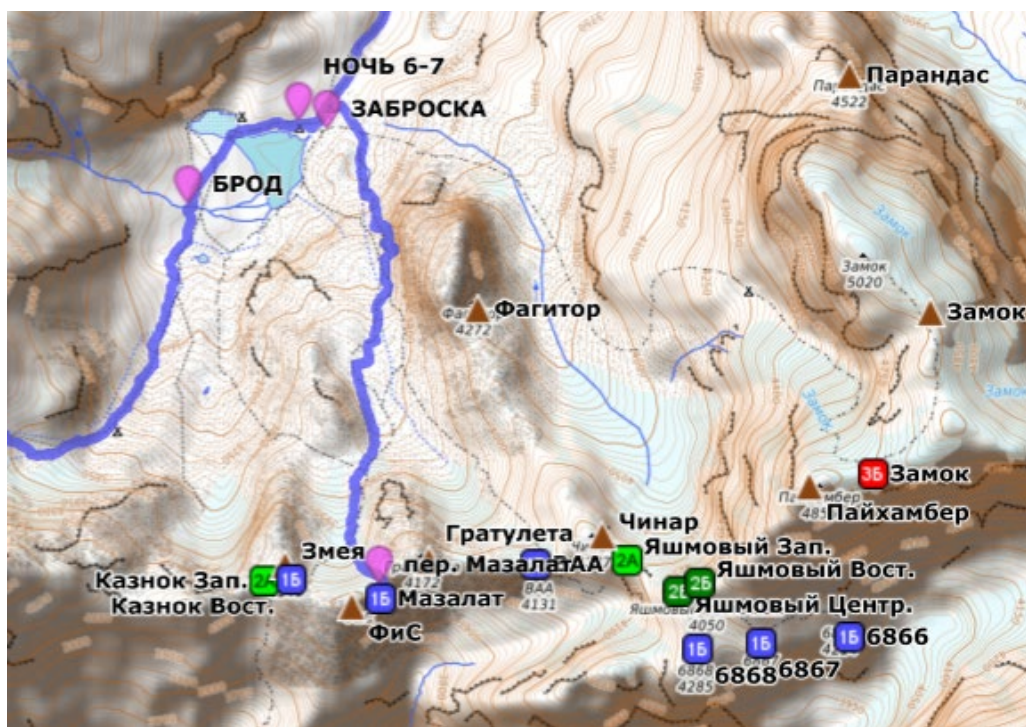 НОЧЬ 6-7
ЗАБРОСКА
Парандас
4522
БРОД
Замок
Замок
5020
Фагитор
4272
Замок
Замок
Замок
3Б Замок
Пайхамбер
Чинар
Гратулета
Змея
Яшмовый Зап.
пер. Мазалат
ВАА
Казнок Зап.
2А
1Б
4172
2А
2Б
Яшмовый Вост.
Казнок Вост.
ВАА
4131
1Б Мазалат
2Б
Яшмовый Центр.
ФиС
4050
1Б 6868
6868
4285
1Б 6867
1Б 6866